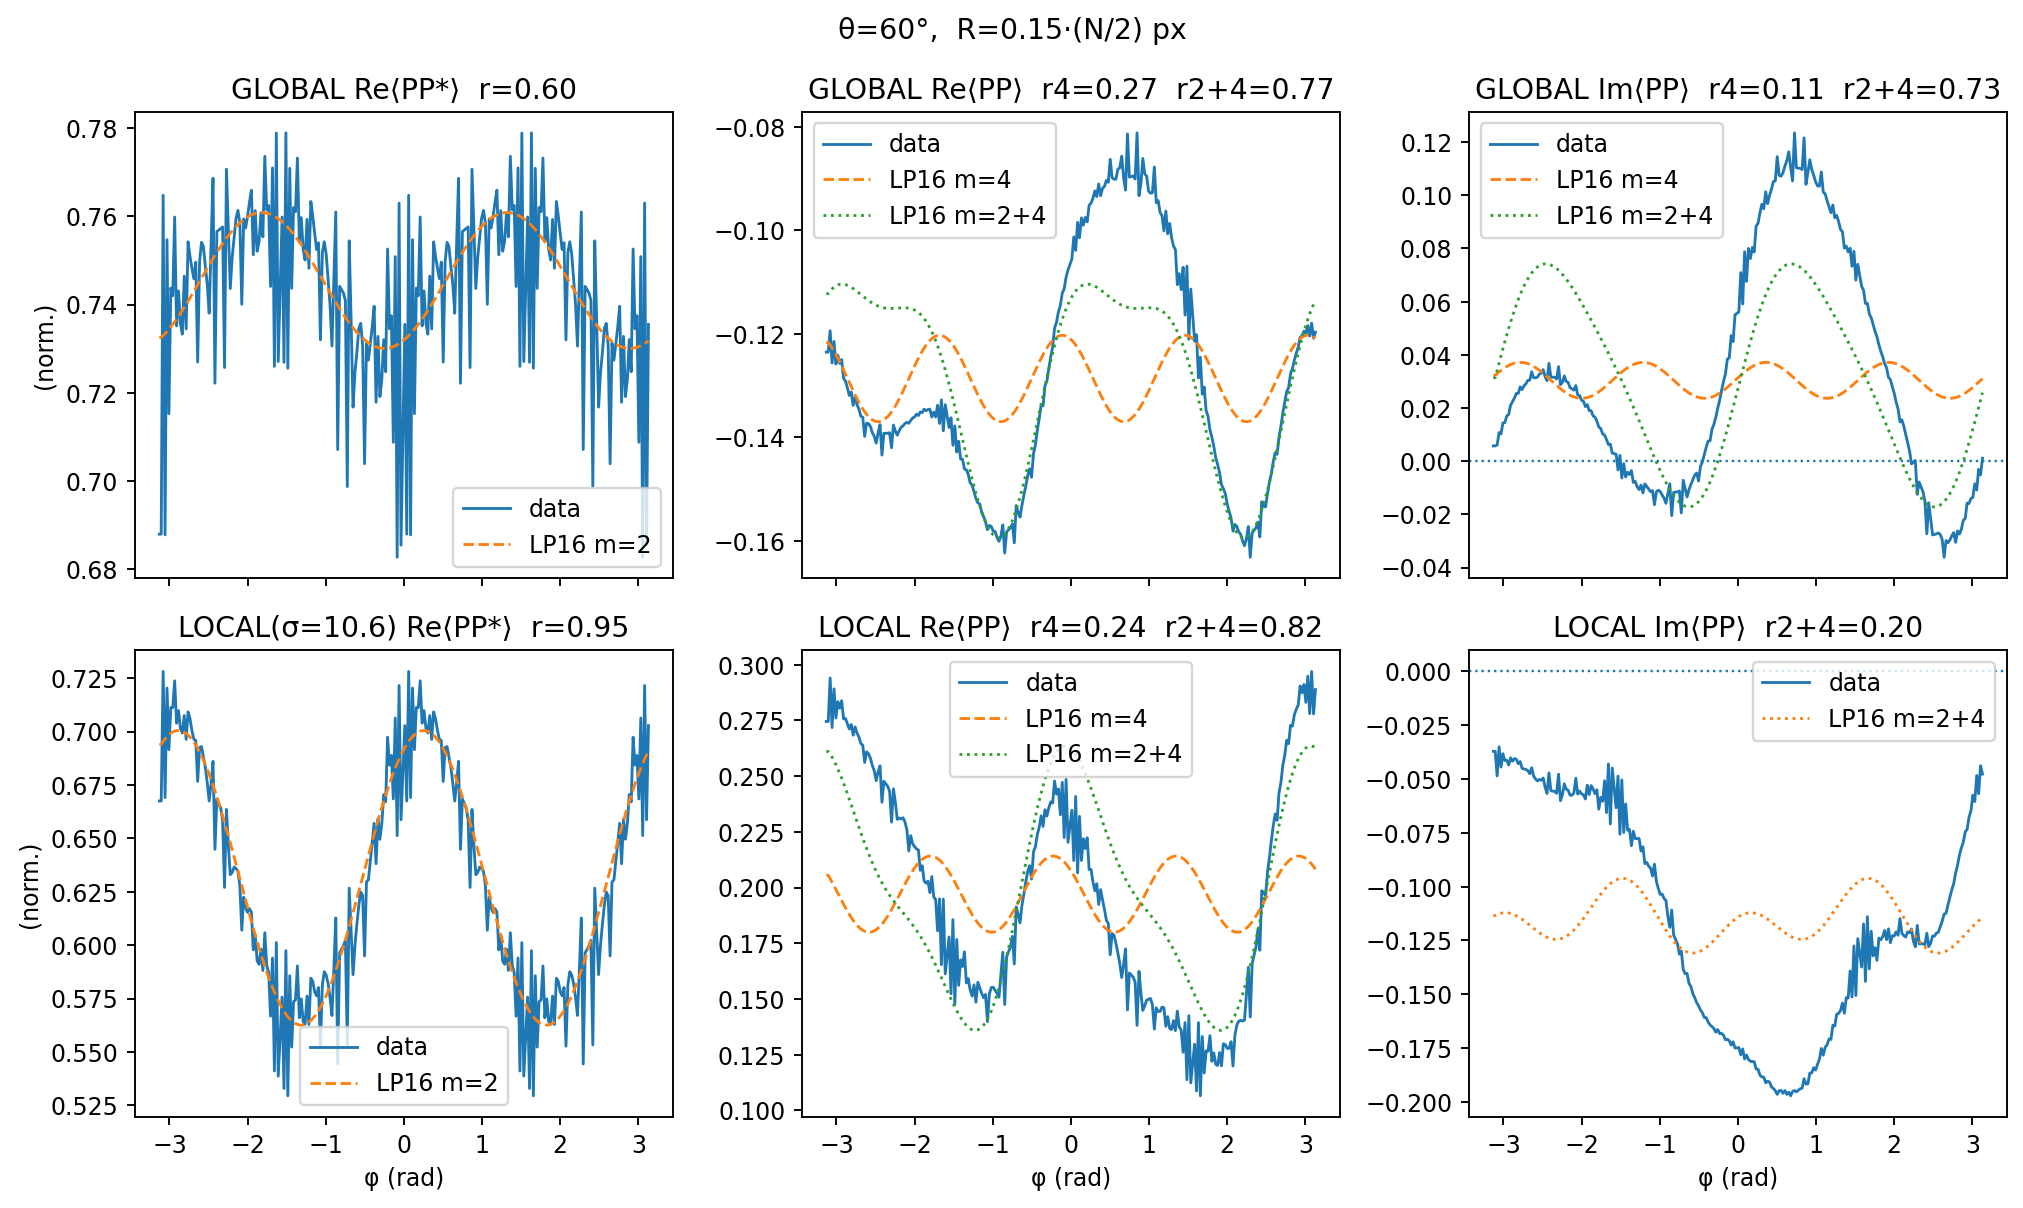 θ=60°,  R=0.15·(N/2) px
GLOBAL Re⟨PP*⟩  r=0.60
GLOBAL Re⟨PP⟩  r4=0.27  r2+4=0.77
GLOBAL Im⟨PP⟩  r4=0.11  r2+4=0.73
(norm.)
0.78
0.76
0.74
0.72
0.70
0.68
data
LP16 m=2
−0.08
−0.10
−0.12
−0.14
−0.16
data
LP16 m=4
LP16 m=2+4
0.12
0.10
0.08
0.06
0.04
0.02
0.00
−0.02
−0.04
data
LP16 m=4
LP16 m=2+4
LOCAL(σ=10.6) Re⟨PP*⟩  r=0.95
LOCAL Re⟨PP⟩  r4=0.24  r2+4=0.82
LOCAL Im⟨PP⟩  r2+4=0.20
(norm.)
0.725
0.700
0.675
0.650
0.625
0.600
0.575
0.550
0.525
data
LP16 m=2
−3 −2 −1 0 1 2 3
φ (rad)
0.300
0.275
0.250
0.225
0.200
0.175
0.150
0.125
0.100
data
LP16 m=4
LP16 m=2+4
−3 −2 −1 0 1 2 3
φ (rad)
0.000
−0.025
−0.050
−0.075
−0.100
−0.125
−0.150
−0.175
−0.200
data
LP16 m=2+4
−3 −2 −1 0 1 2 3
φ (rad)